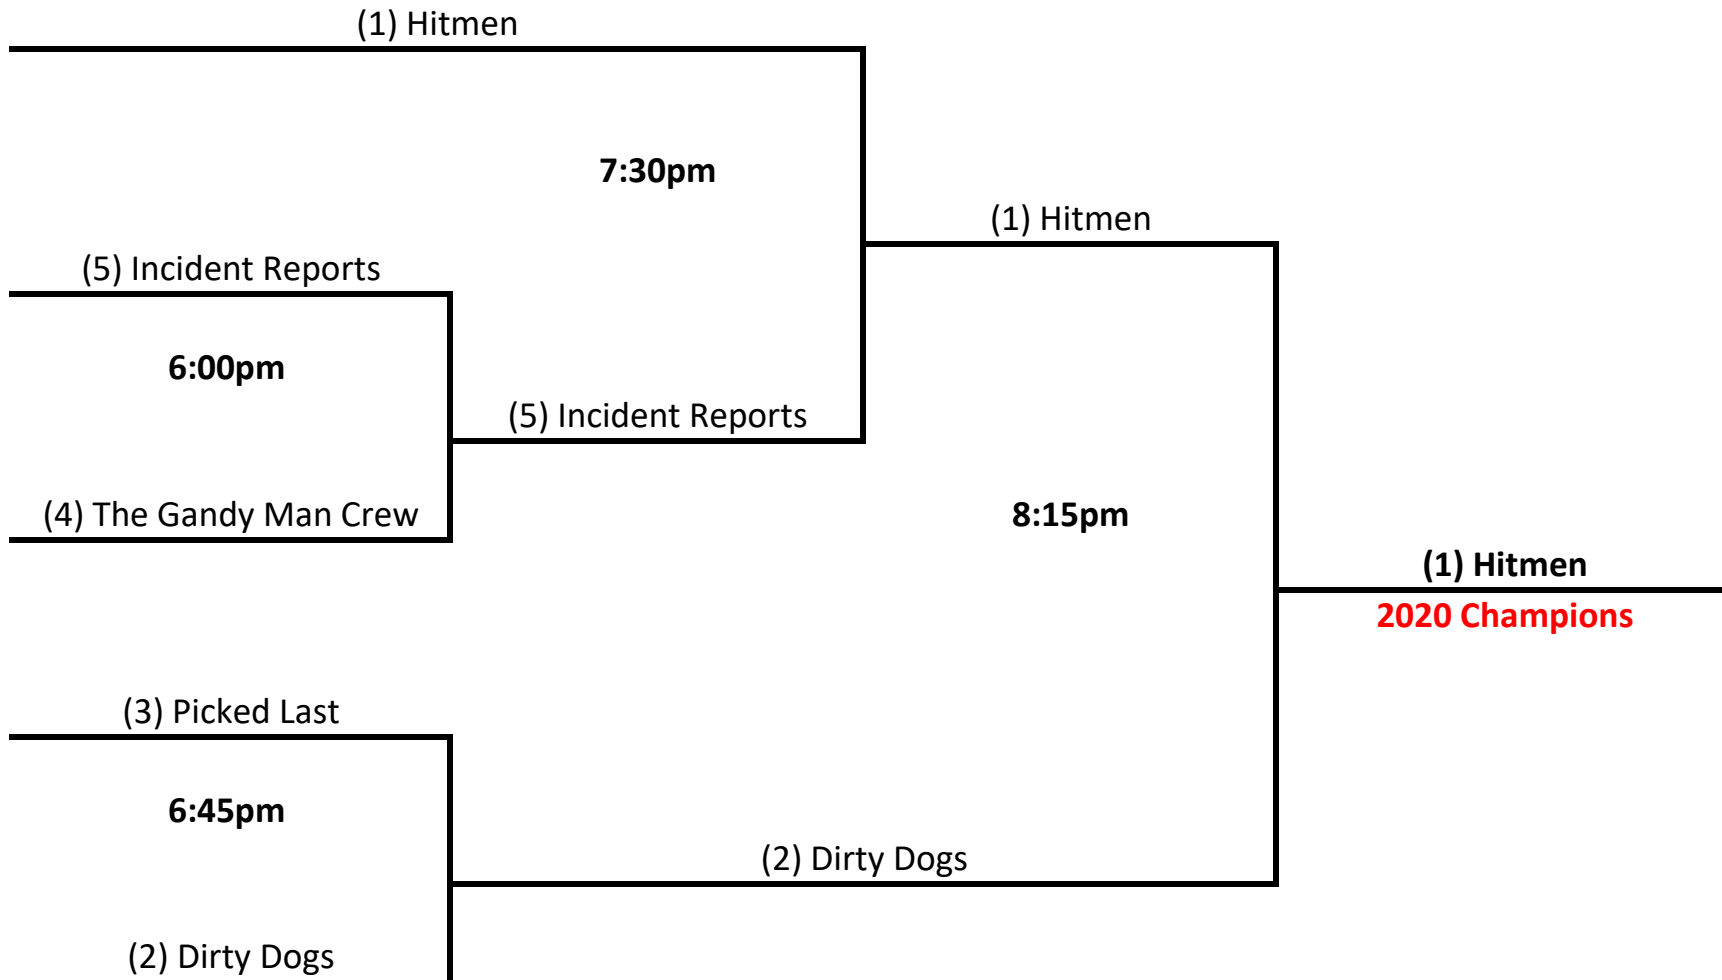 (1) Hitmen
7:30pm
(1) Hitmen
(5) Incident Reports
6:00pm
(5) Incident Reports
(4) The Gandy Man Crew
8:15pm
(1) Hitmen
2020 Champions
(3) Picked Last
6:45pm
(2) Dirty Dogs
(2) Dirty Dogs